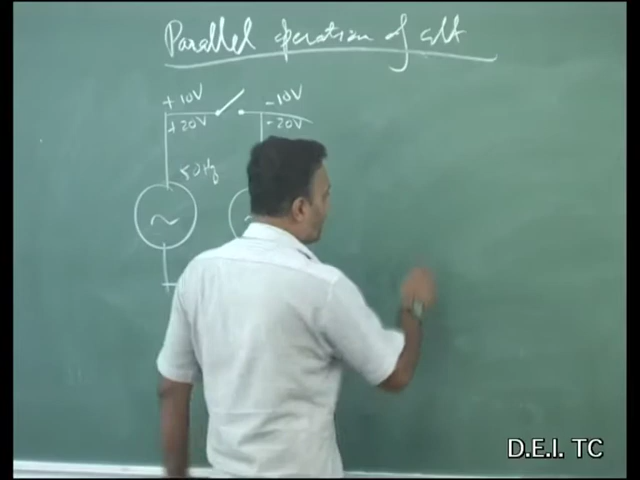 Parallel operation of alt
+10V -10V
+20V -20V
50Hz
~
D.E.I. TC